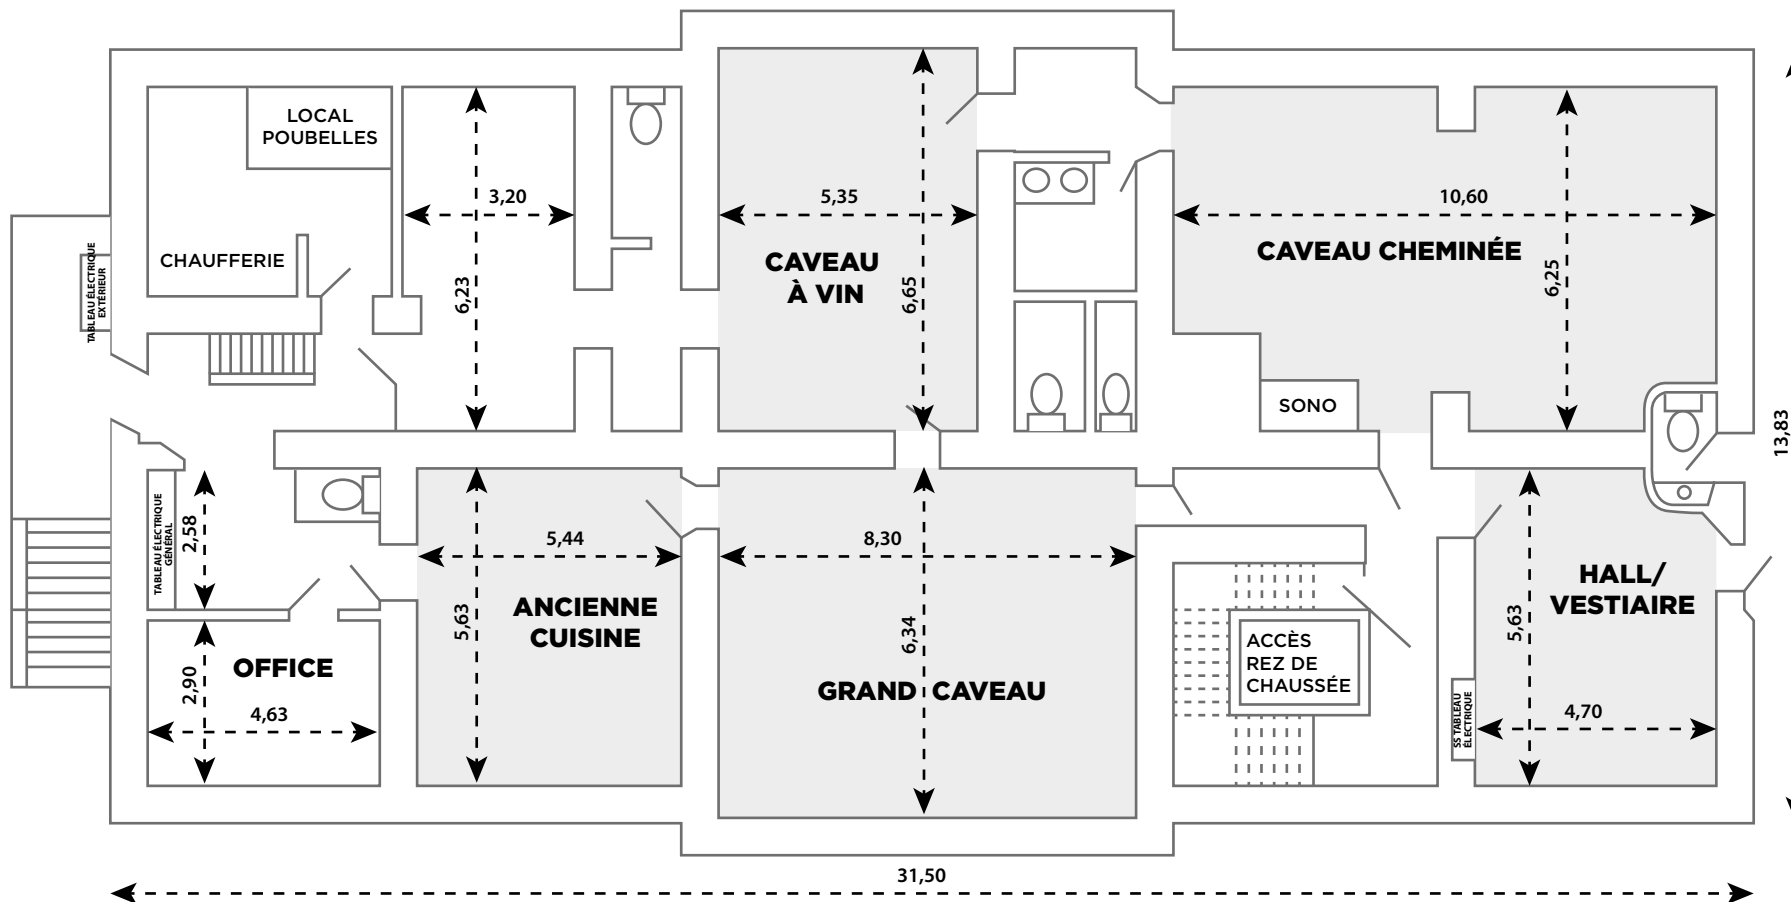 LOCAL
POUBELLES
CHAUFFERIE
TABLEAU ÉLECTRIQUE
EXTÉRIEUR
3,20
6,23
5,35
CAVEAU
À VIN
6,65
10,60
CAVEAU CHEMINÉE
6,25
SONO
13,83
TABLEAU ÉLECTRIQUE
GÉNÉRAL
2,58
5,44
ANCIENNE
CUISINE
5,63
8,30
6,34
GRAND CAVEAU
OFFICE
2,90
4,63
ACCÈS
REZ DE
CHAUSSÉE
HALL/
VESTIAIRE
5,63
4,70
SS TABLEAU
ÉLECTRIQUE
31,50